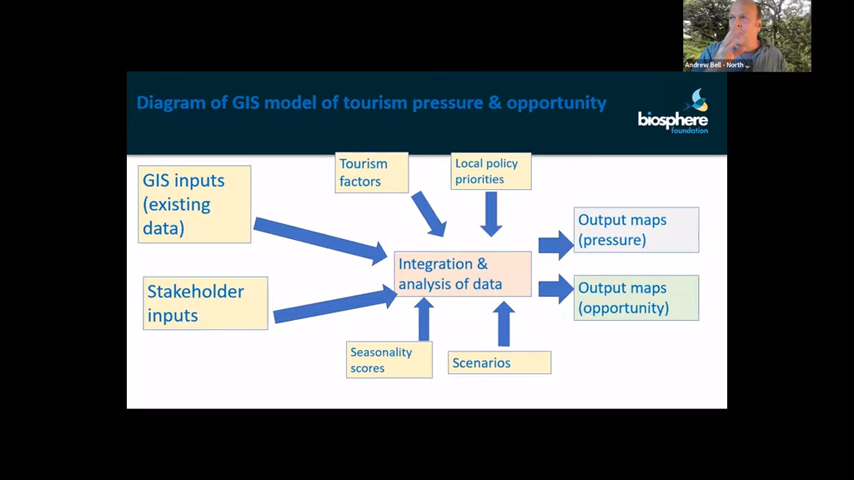 Andrew Bell - North ...
Diagram of GIS model of tourism pressure & opportunity
biosphere
foundation
Tourism
factors
Local policy
priorities
GIS inputs
(existing
data)
Output maps
(pressure)
Integration &
analysis of data
Stakeholder
inputs
Output maps
(opportunity)
Seasonality
scores
Scenarios